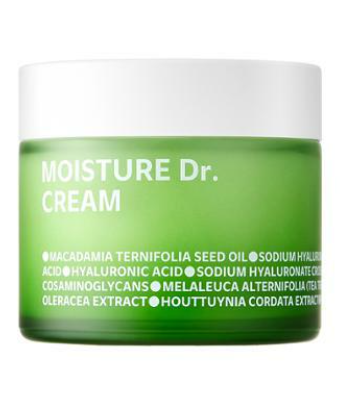 MOISTURE Dr.
CREAM
●MACADAMIA TERNIFOLIA SEED OIL●SODIUM
ACID●HYALURONIC ACID●SODIUM HYALURONATE
COSAMINOGLYCANS●MELALEUCA ALTERNIFOLIA (TEA
OLERACEA EXTRACT●HOUTTUYNIA CORDATA